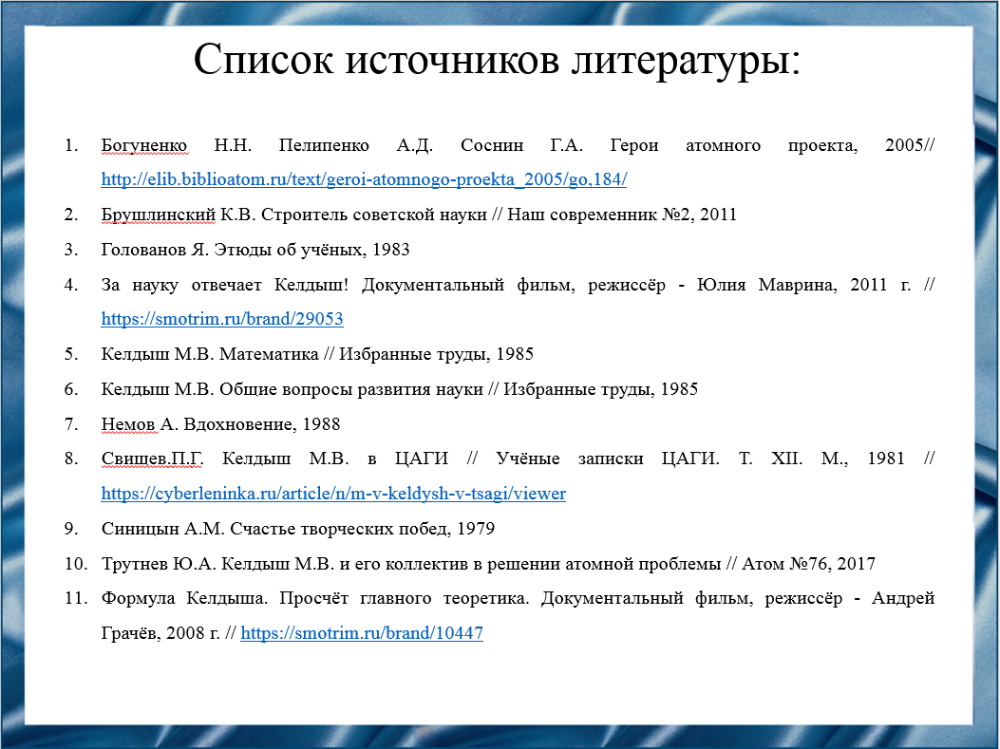 Список источников литературы:
1. Богуненко Н.Н. Пелипенко А.Д. Соснин Г.А. Герои атомного проекта, 2005//
http://elib.biblioatom.ru/text/geroi-atomnogo-proekta_2005/go,184/
2. Брушлинский К.В. Строитель советской науки // Наш современник №2, 2011
3. Голованов Я. Этюды об учёных, 1983
4. За науку отвечает Келдыш! Документальный фильм, режиссёр - Юлия Маврина, 2011 г. //
https://smotrim.ru/brand/29053
5. Келдыш М.В. Математика // Избранные труды, 1985
6. Келдыш М.В. Общие вопросы развития науки // Избранные труды, 1985
7. Немов А. Вдохновение, 1988
8. Свишев.П.Г. Келдыш М.В. в ЦАГИ // Учёные записки ЦАГИ. Т. XII. М., 1981 //
https://cyberleninka.ru/article/n/m-v-keldysh-v-tsagi/viewer
9. Синицын А.М. Счастье творческих побед, 1979
10. Трутнев Ю.А. Келдыш М.В. и его коллектив в решении атомной проблемы // Атом №76, 2017
11. Формула Келдыша. Просчёт главного теоретика. Документальный фильм, режиссёр - Андрей
Грачёв, 2008 г. // https://smotrim.ru/brand/10447